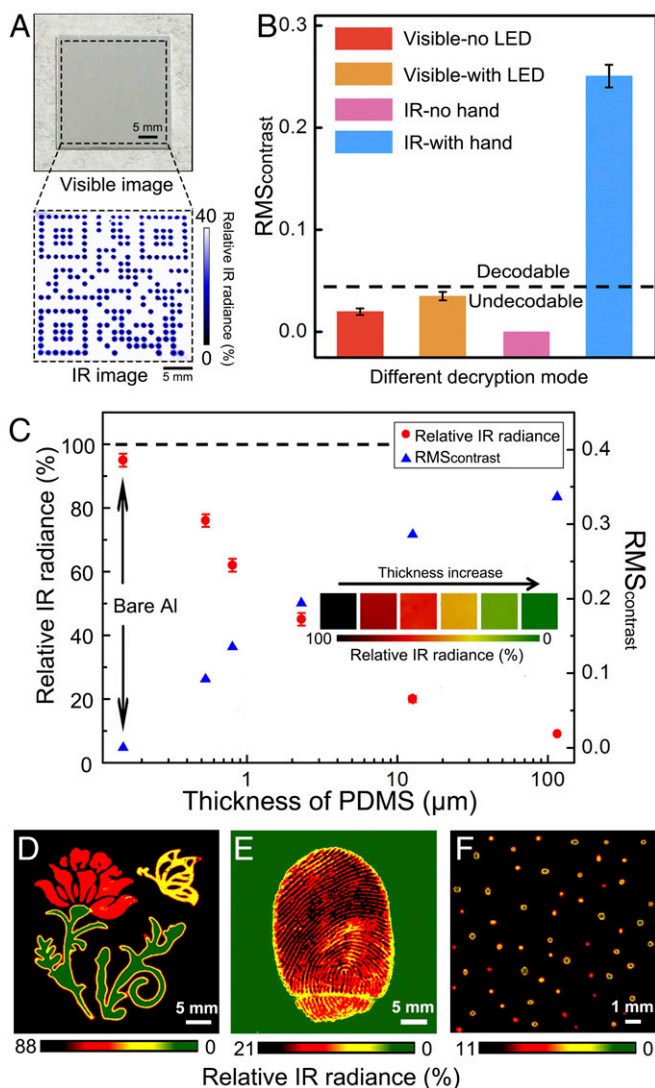 A
5 mm
Visible image
40
Relative IR radiance (%)
0
IR image
5 mm
B
Visible-no LED
Visible-with LED
IR-no hand
IR-with hand
0.3
0.2
0.1
0.0
RMScontrast
Decodable
Undecodable
Different decryption mode
C
Relative IR radiance
RMScontrast
100
80
60
40
20
0
Relative IR radiance (%)
Bare Al
Thickness increase
100
0
Relative IR radiance (%)
0.4
0.3
0.2
0.1
0.0
RMScontrast
1
10
100
Thickness of PDMS (μm)
D
5 mm
88
0
E
5 mm
21
0
F
1 mm
11
0
Relative IR radiance (%)